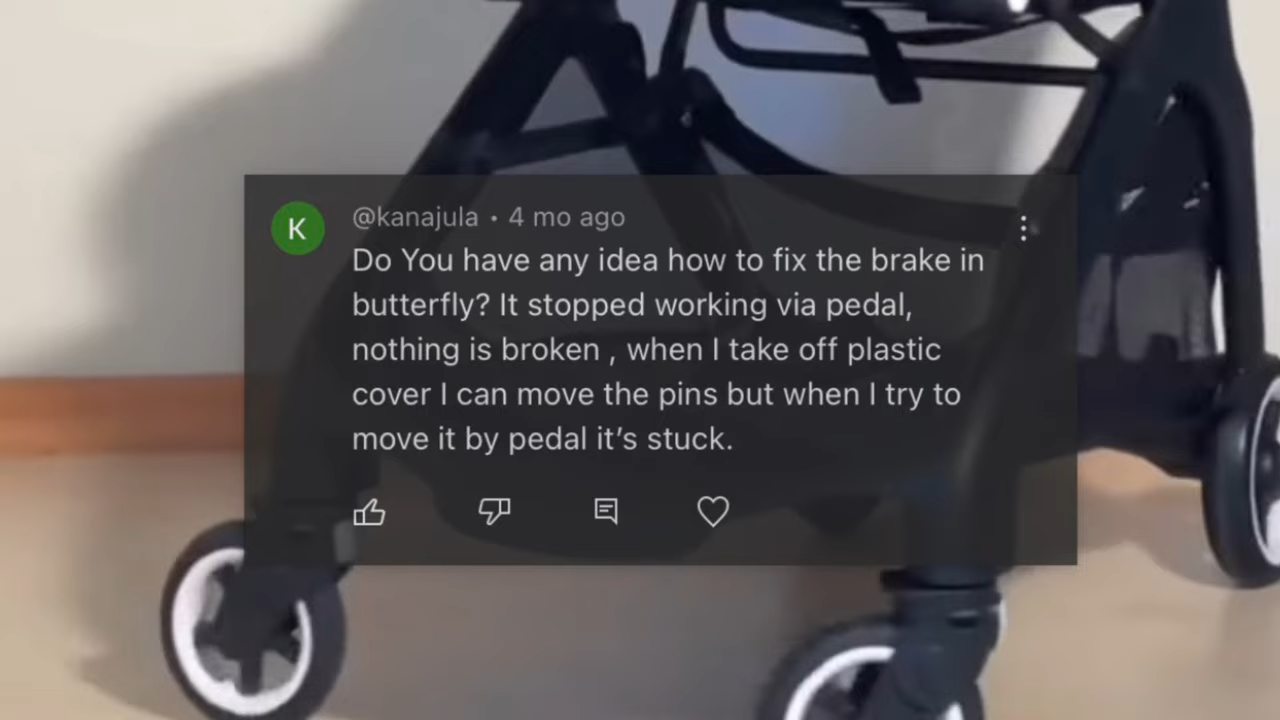 K
@kanajula • 4 mo ago
Do You have any idea how to fix the brake in
butterfly? It stopped working via pedal,
nothing is broken , when I take off plastic
cover I can move the pins but when I try to
move it by pedal it’s stuck.